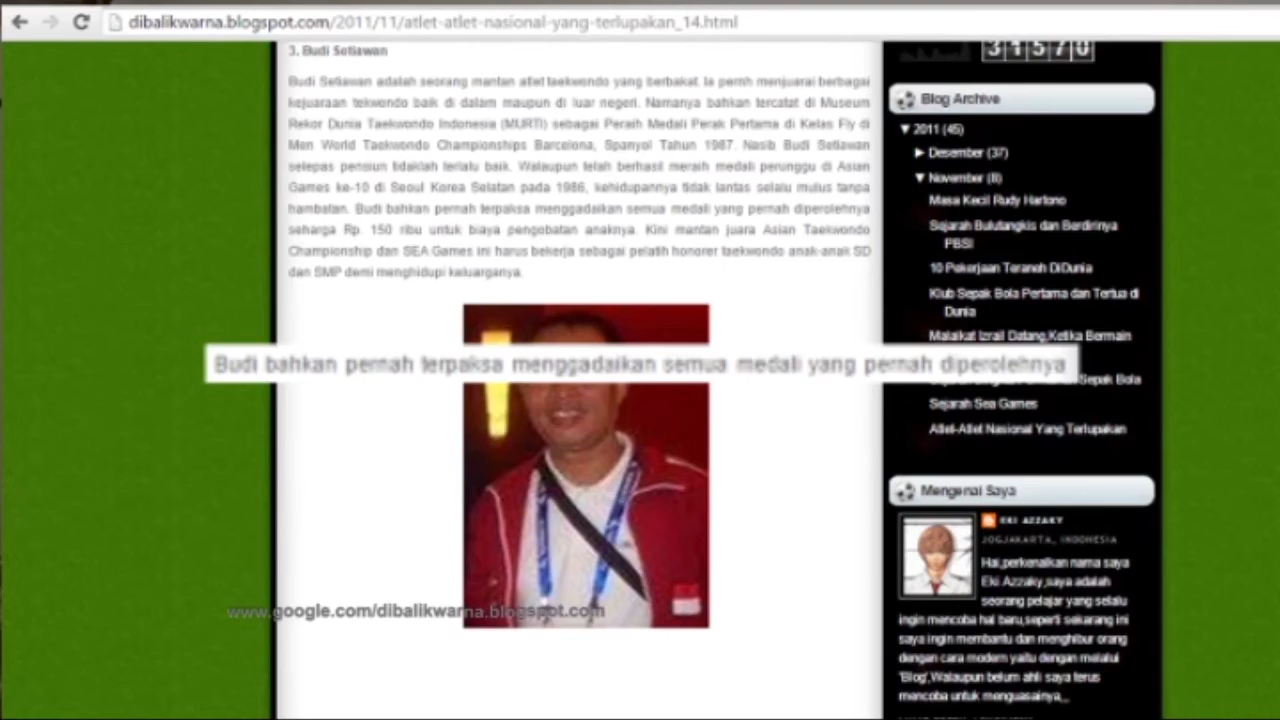 dibalikwarna.blogspot.com/2011/11/atlet-atlet-nasional-yang-terlupakan_14.html
3. Budi Setiawan
Budi Setiawan adalah seorang mantan atlet taekwondo yang berbakat. Ia pernh menjuarai berbagai
kejuaraan tekwondo baik di dalam maupun di luar negeri. Namanya bahkan tercatat di Museum
Rekor Dunia Taekwondo Indonesia (MURTI) sebagai Peraih Medali Perak Pertama di Kelas Fly di
Men World Taekwondo Championships Barcelona, Spanyol Tahun 1987. Nasib Budi Setiawan
selepas pensiun tidaklah terlalu baik. Walaupun telah berhasil meraih medali perunggu di Asian
Games ke-10 di Seoul Korea Selatan pada 1986, kehidupannya tidak lantas selalu mulus tanpa
hambatan. Budi bahkan pernah terpaksa menggadaikan semua medali yang pernah diperolehnya
seharga Rp. 150 ribu untuk biaya pengobatan anaknya. Kini mantan juara Asian Taekwondo
Championship dan SEA Games ini harus bekerja sebagai pelatih honorer taekwondo anak-anak SD
dan SMP demi menghidupi keluarganya.
Budi bahkan pernah terpaksa menggadaikan semua medali yang pernah diperolehnya
www.google.com/dibalikwarna.blogspot.com
31570
Blog Archive
▼ 2011 (45)
► Desember (37)
▼ November (8)
Masa Kecil Rudy Hartono
Sejarah Bulutangkis dan Berdirinya
PBSI
10 Pekerjaan Teraneh DiDunia
Klub Sepak Bola Pertama dan Tertua di
Dunia
Malaikat Izrail Datang,Ketika Bermain
Sepak Bola
Sejarah Sea Games
Atlet-Atlet Nasional Yang Terlupakan
Mengenai Saya
EKI AZZAKY
JOGJAKARTA, INDONESIA
Hai,perkenalkan nama saya
Eki Azzaky,saya adalah
seorang pelajar yang selalu
ingin mencoba hal baru,seperti sekarang ini
saya ingin membantu dan menghibur orang
dengan cara modern yaitu dengan melalui
'Blog',Walaupun belum ahli saya terus
mencoba untuk menguasainya,,,